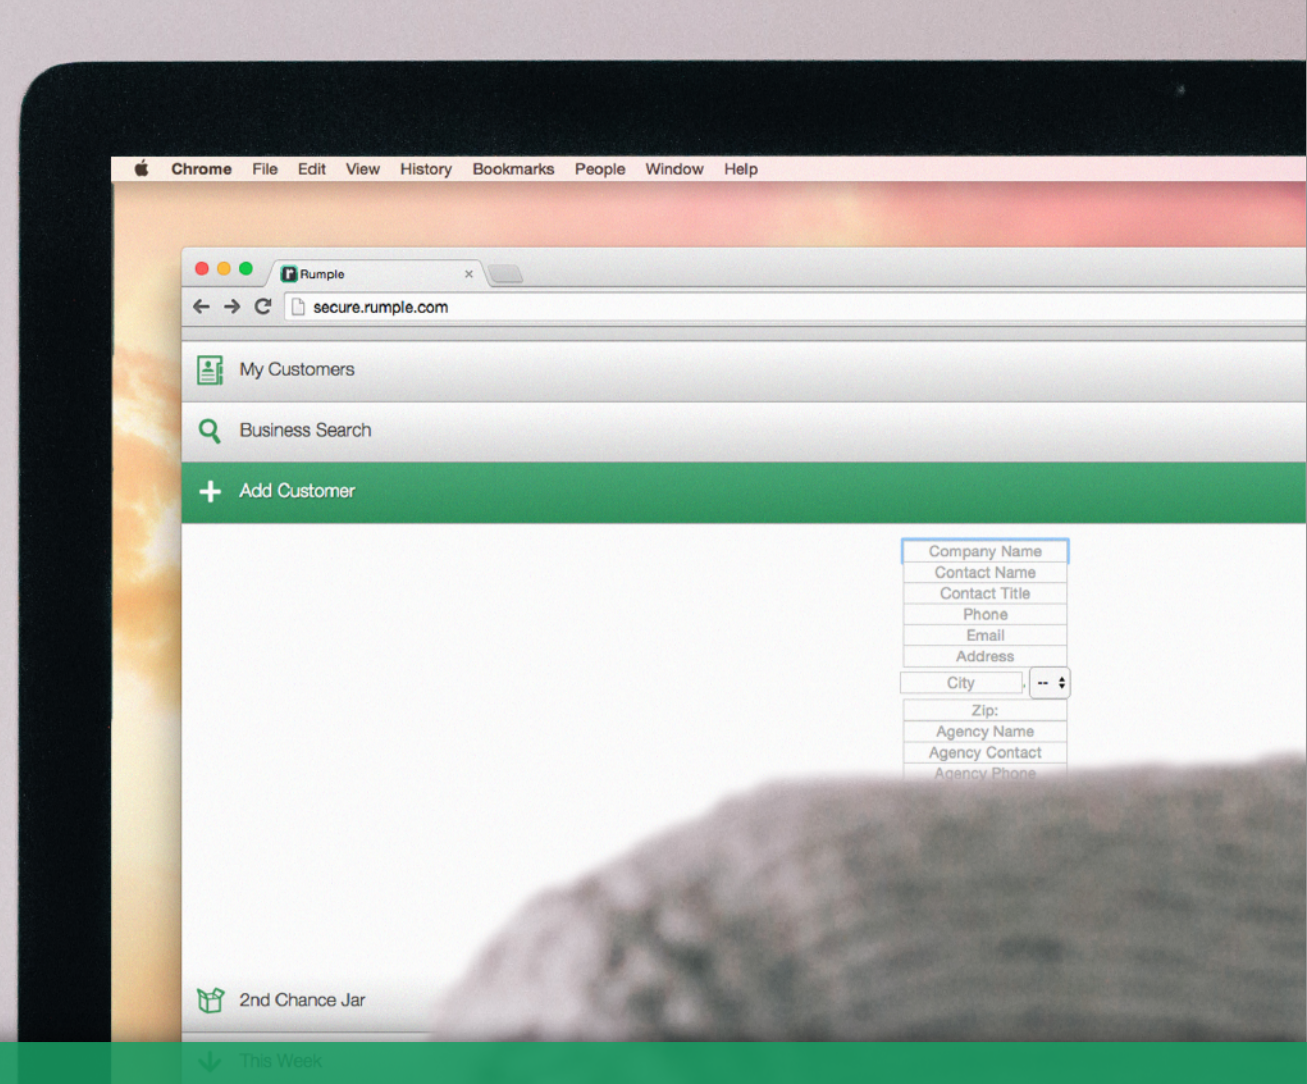 Chrome File Edit View History Bookmarks People Window Help
Rumple
secure.rumple.com
My Customers
Business Search
Add Customer
Company Name
Contact Name
Contact Title
Phone
Email
Address
City , --
Zip:
Agency Name
Agency Contact
Agency Phone
2nd Chance Jar
This Week